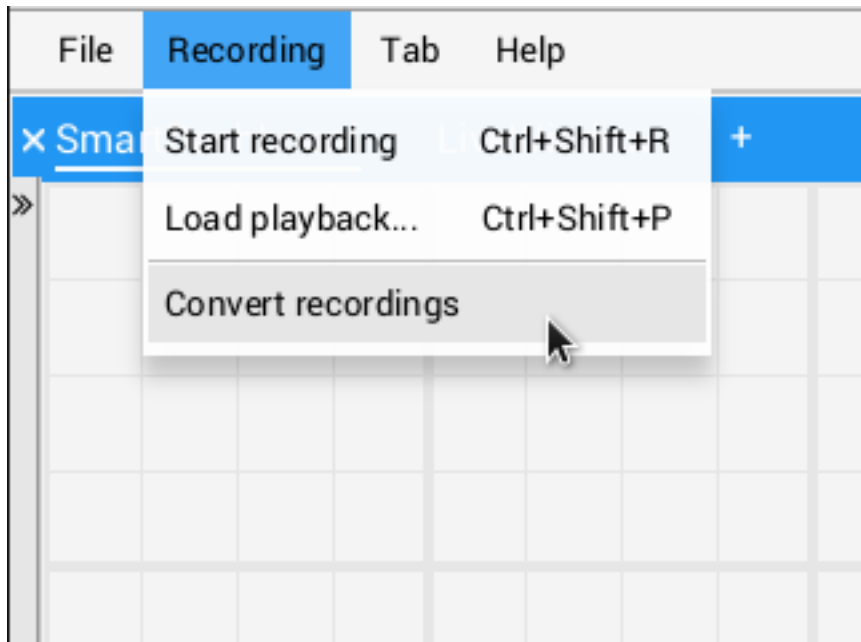 File Recording Tab Help
Start recording Ctrl+Shift+R
+
Load playback... Ctrl+Shift+P
Convert recordings